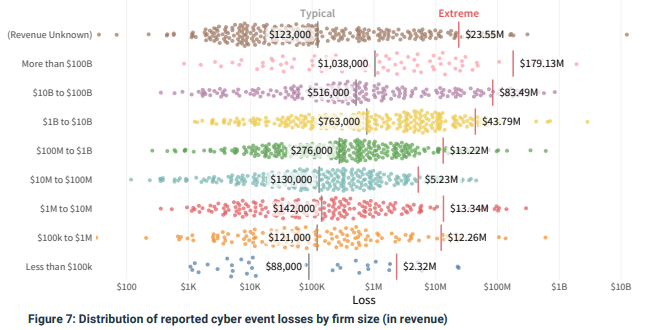 Typical Extreme
(Revenue Unknown) $123,000 $23.55M
More than $100B $1,038,000 $179.13M
$10B to $100B $516,000 $83.49M
$1B to $10B $763,000 $43.79M
$100M to $1B $276,000 $13.22M
$10M to $100M $130,000 $5.23M
$1M to $10M $142,000 $13.34M
$100k to $1M $121,000 $12.26M
Less than $100k $88,000 $2.32M
$100 $1K $10K $100K $1M $10M $100M $1B $10B
Loss
Figure 7: Distribution of reported cyber event losses by firm size (in revenue)